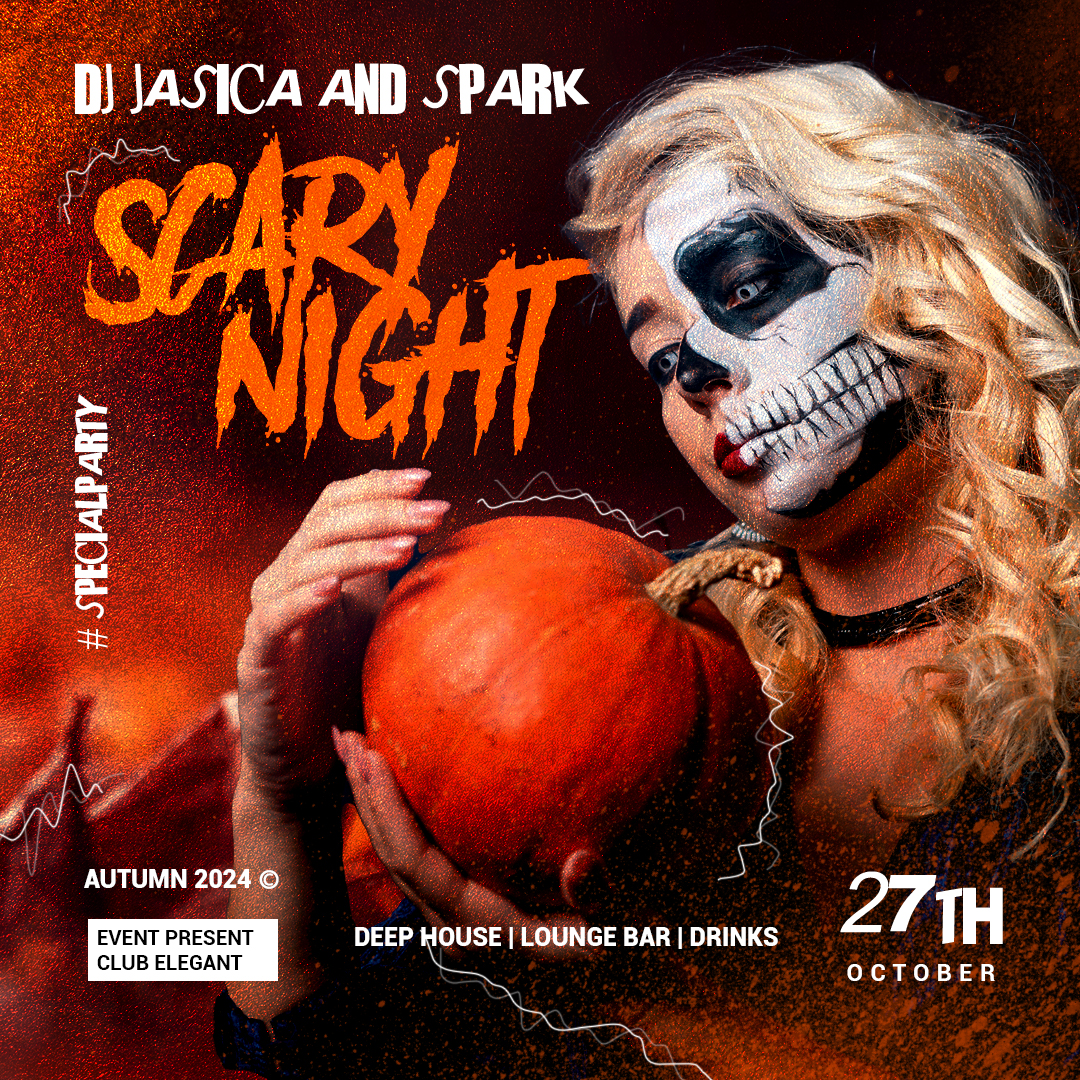 DJ JASICA AND SPARK
SCARY
NIGHT
# SPECIALPARTY
AUTUMN 2024 ©
EVENT PRESENT
CLUB ELEGANT
DEEP HOUSE | LOUNGE BAR | DRINKS
27TH
OCTOBER